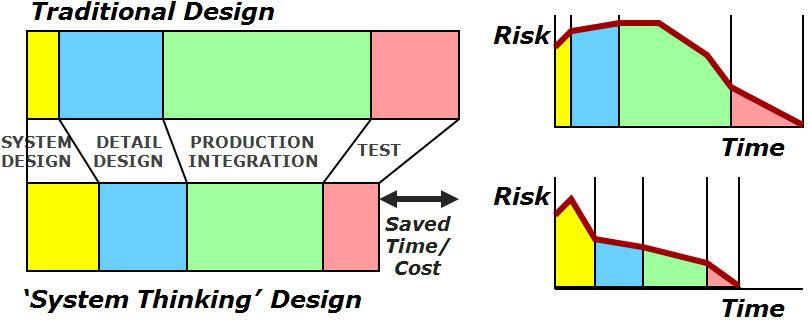 Traditional Design
SYSTEM
DESIGN
DETAIL
DESIGN
PRODUCTION
INTEGRATION
TEST
Saved
Time/
Cost
‘System Thinking’ Design
Risk
Time
Risk
Time